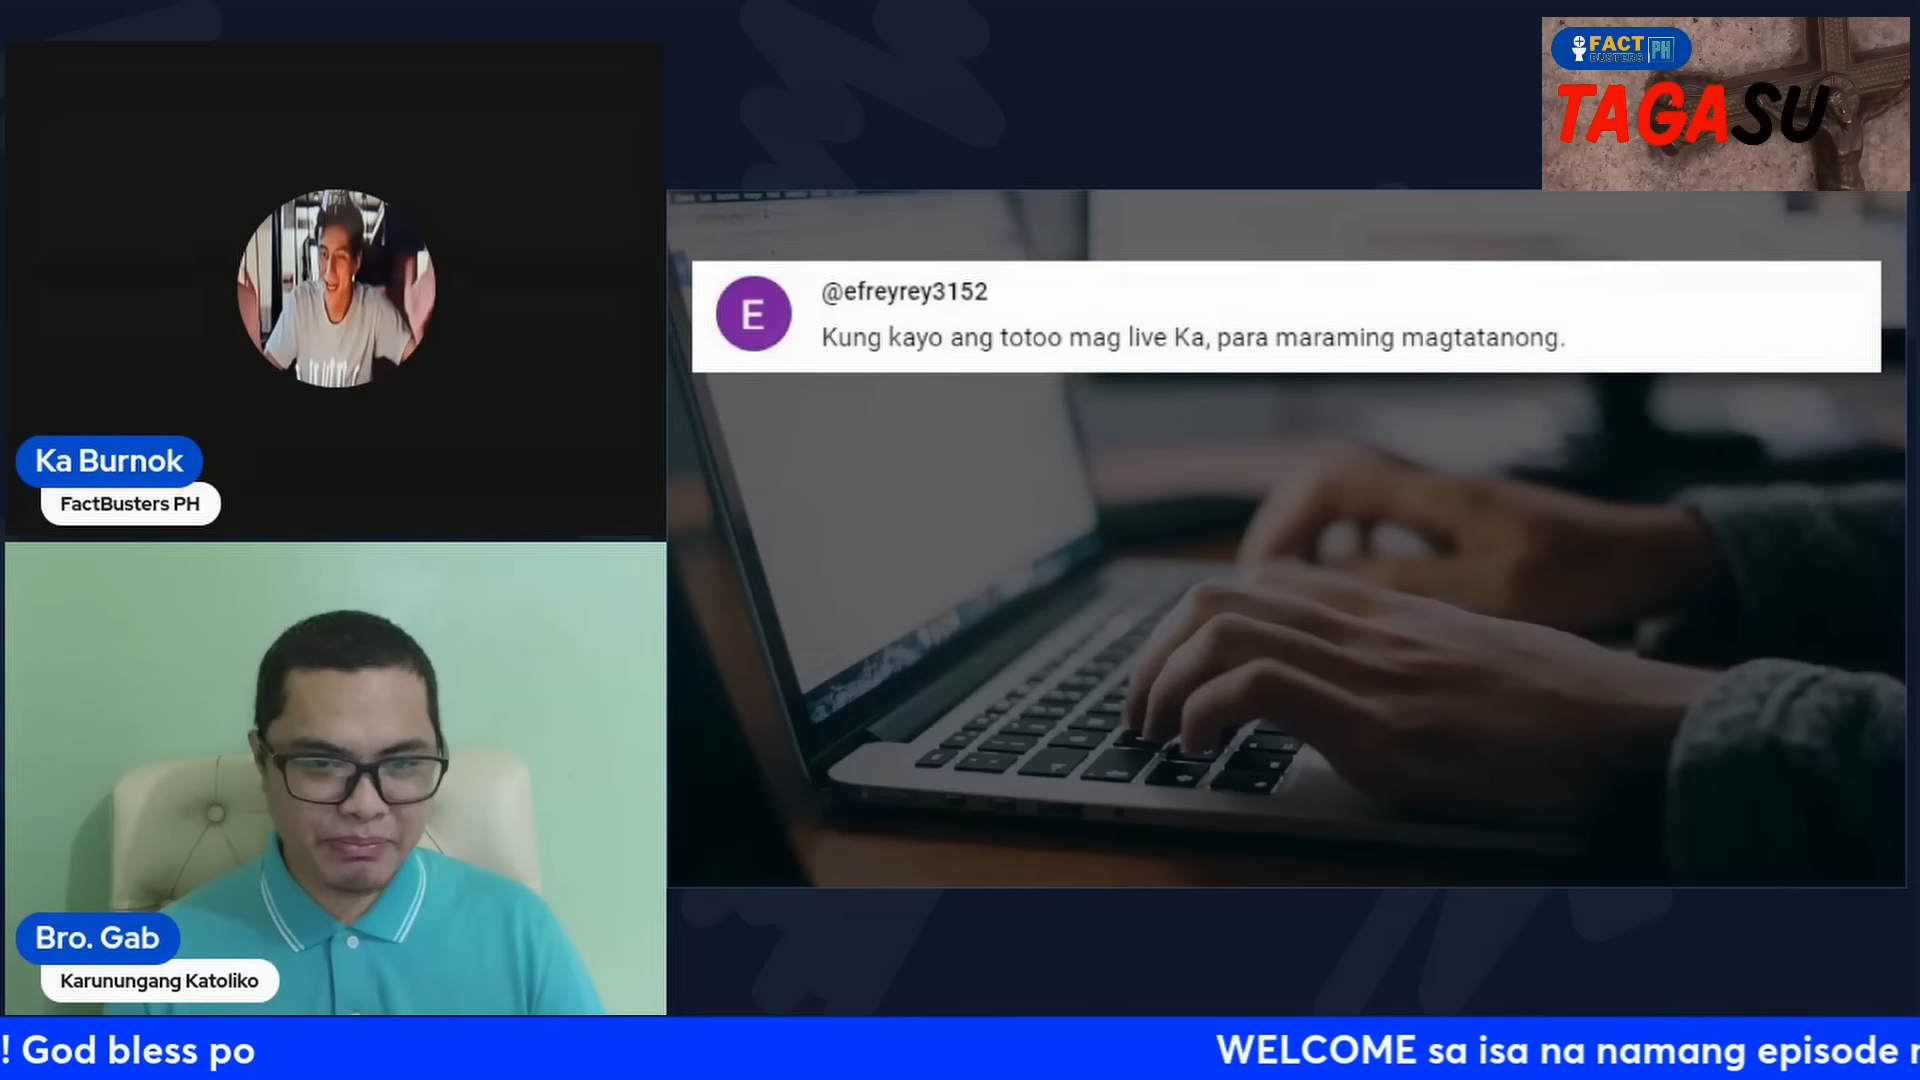 FACT
BUSTERS PH
TAGASU
@efreyrey3152
E
Kung kayo ang totoo mag live Ka, para maraming magtatanong.
Ka Burnok
FactBusters PH
Bro. Gab
Karunungang Katoliko
! God bless po
WELCOME sa isa na namang episode